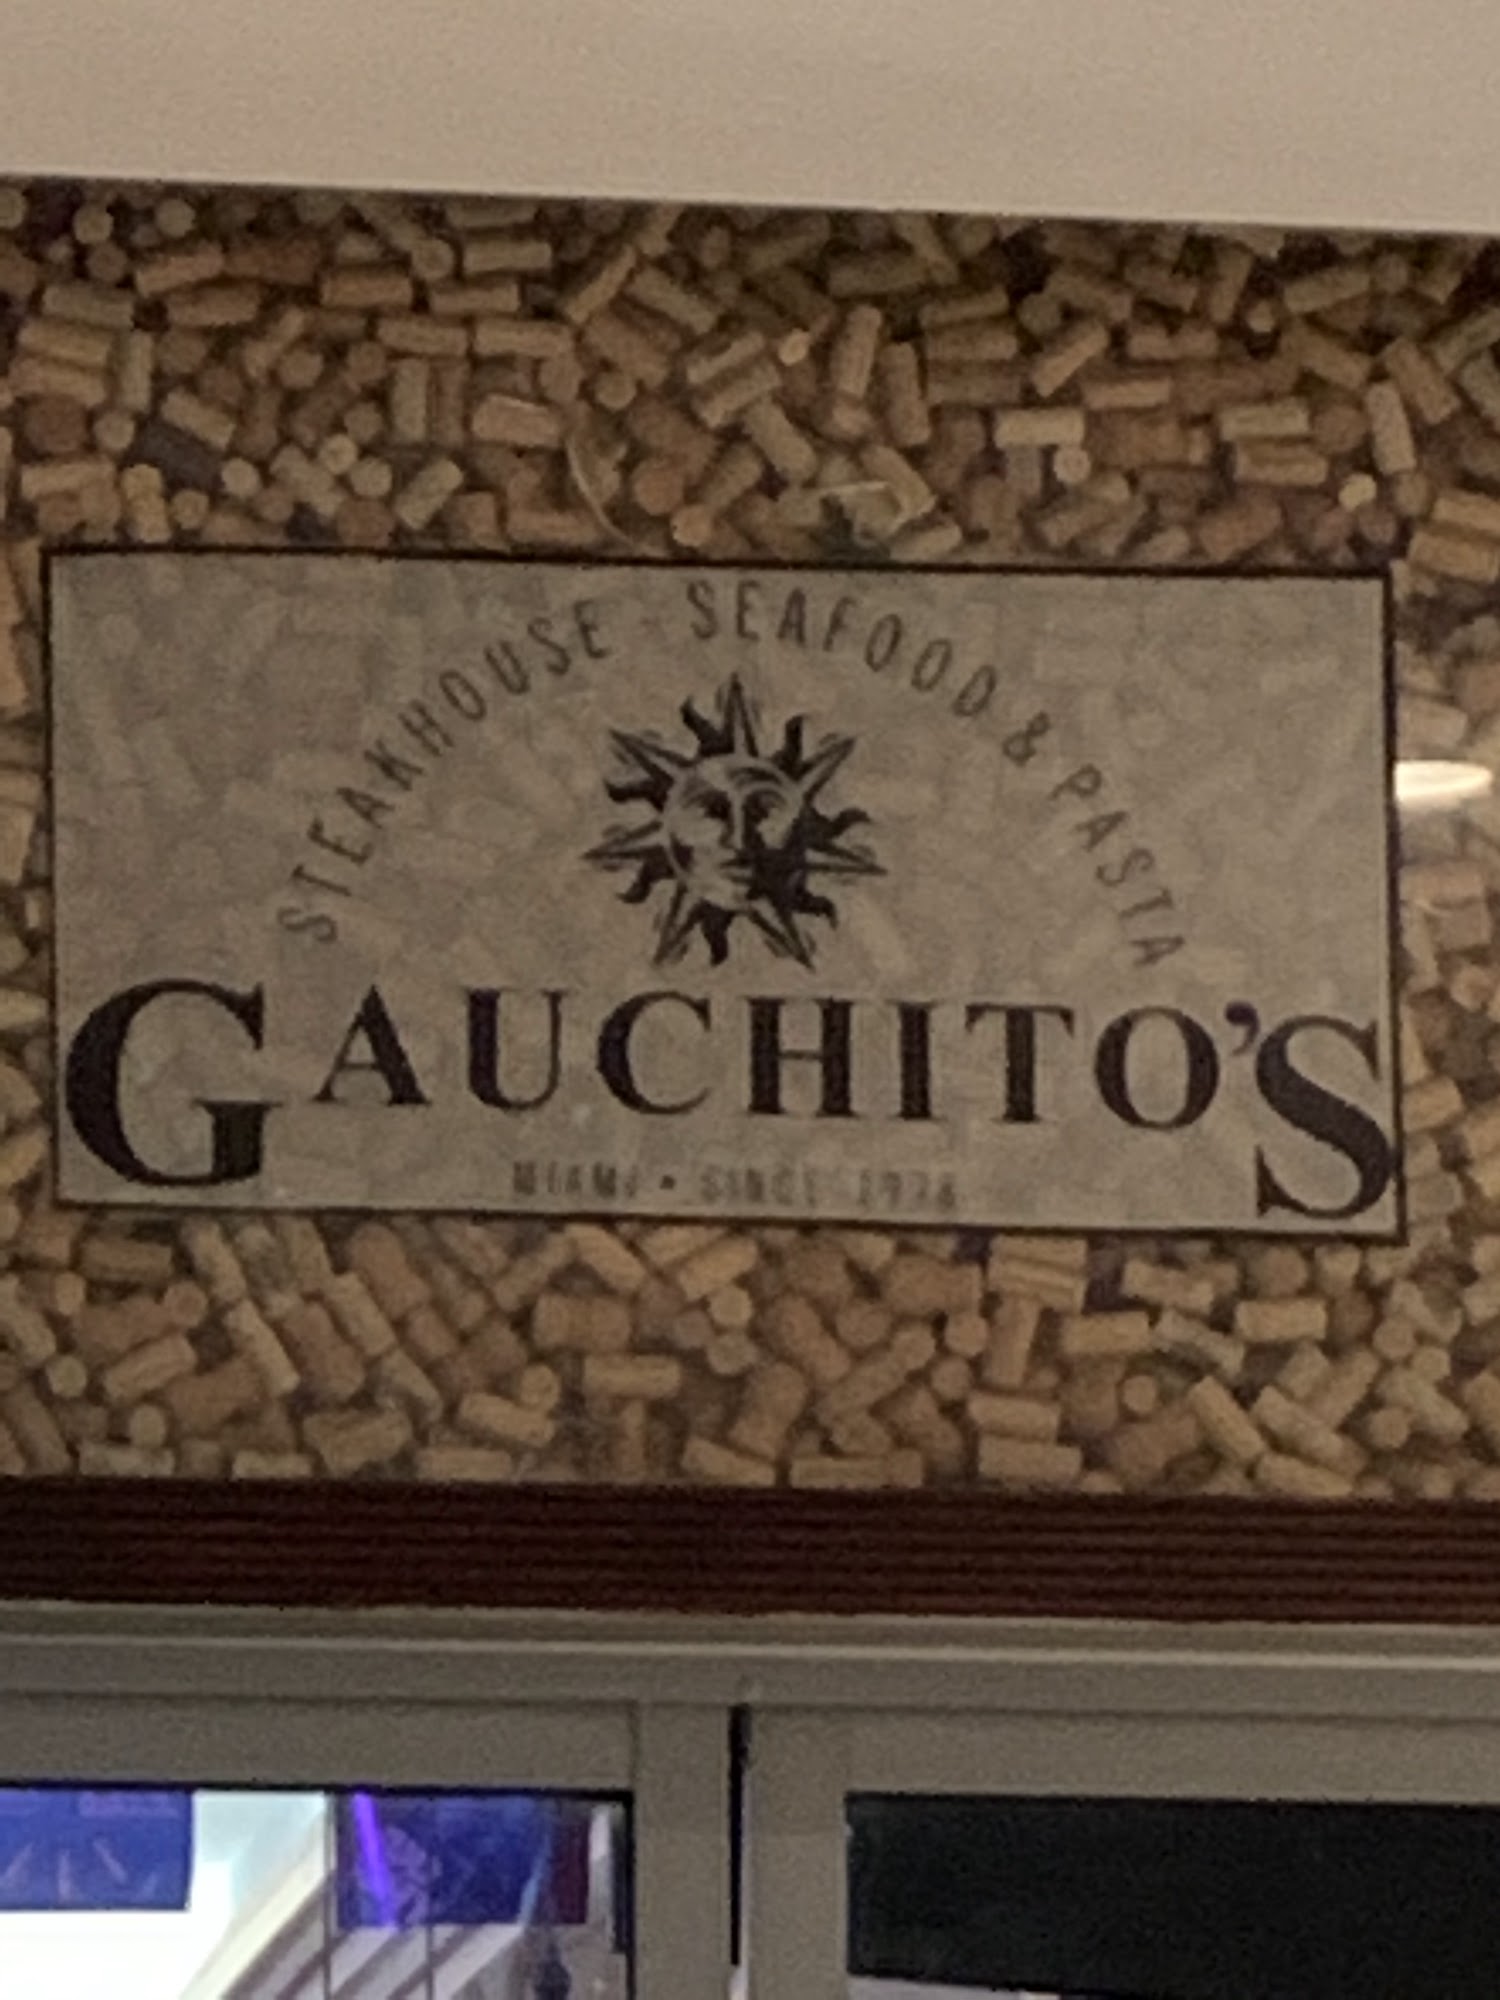 STEAKHOUSE SEAFOOD & PASTA
GAUCHITO'S
MIAMI • SINCE